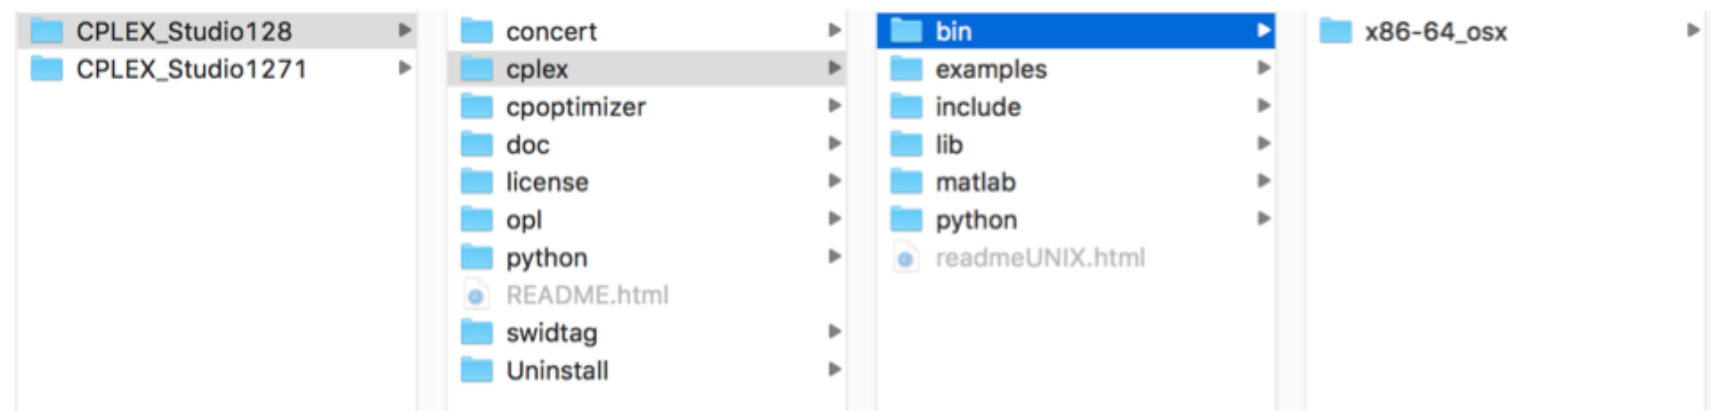 CPLEX_Studio128
CPLEX_Studio1271
concert
cplex
cpoptimizer
doc
license
opl
python
README.html
swidtag
Uninstall
bin
examples
include
lib
matlab
python
readmeUNIX.html
x86-64_osx